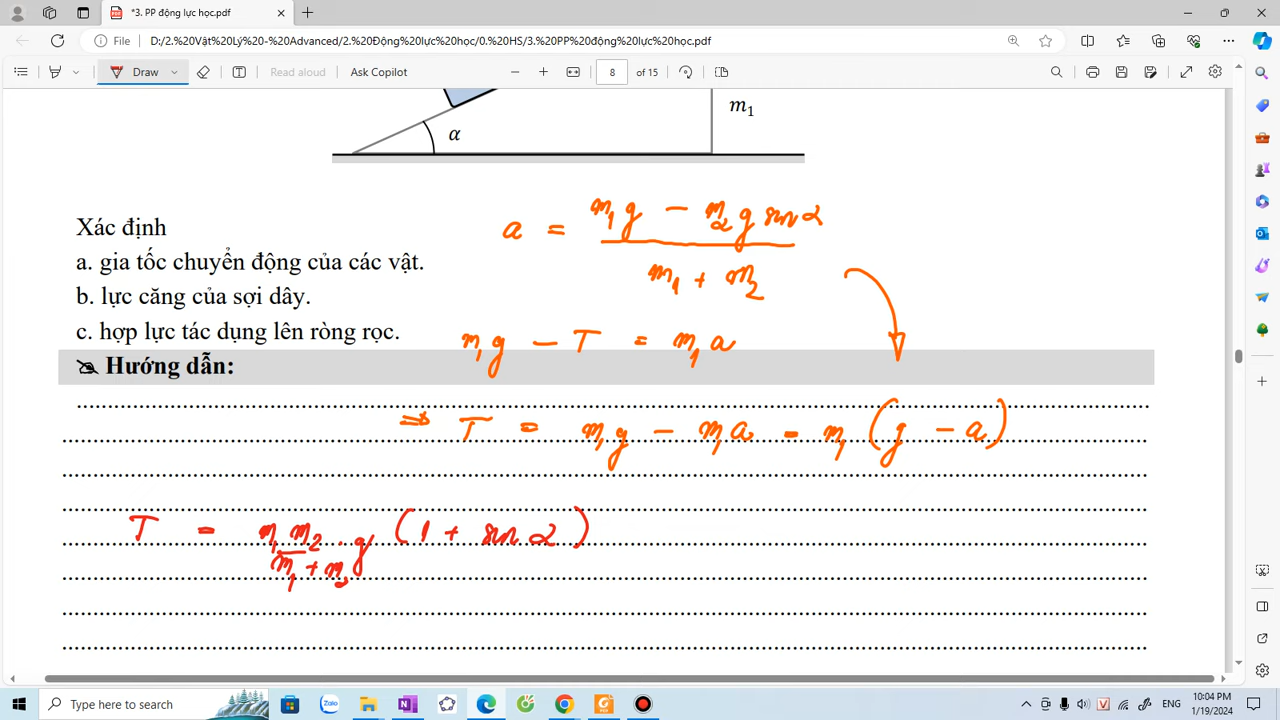 *3. PP động lực học.pdf
File D:/2.%20Vật%20Lý%20-%20Advanced/2.%20Động%20lực%20học/0.%20HS/3.%20PP%20động%20lực%20học.pdf
Draw Read aloud Ask Copilot 8 of 15
m₁
α
a = (m₁g − m₂g sin α) / (m₁ + m₂)
Xác định
a. gia tốc chuyển động của các vật.
b. lực căng của sợi dây.
c. hợp lực tác dụng lên ròng rọc.
m₁g − T = m₁a
Hướng dẫn:
⇒ T = m₁g − m₁a = m₁(g − a)
T = m₁m₂/(m₁ + m₂) . g (1 + sin α)
Type here to search
Zalo
V
ENG
10:04 PM
1/19/2024